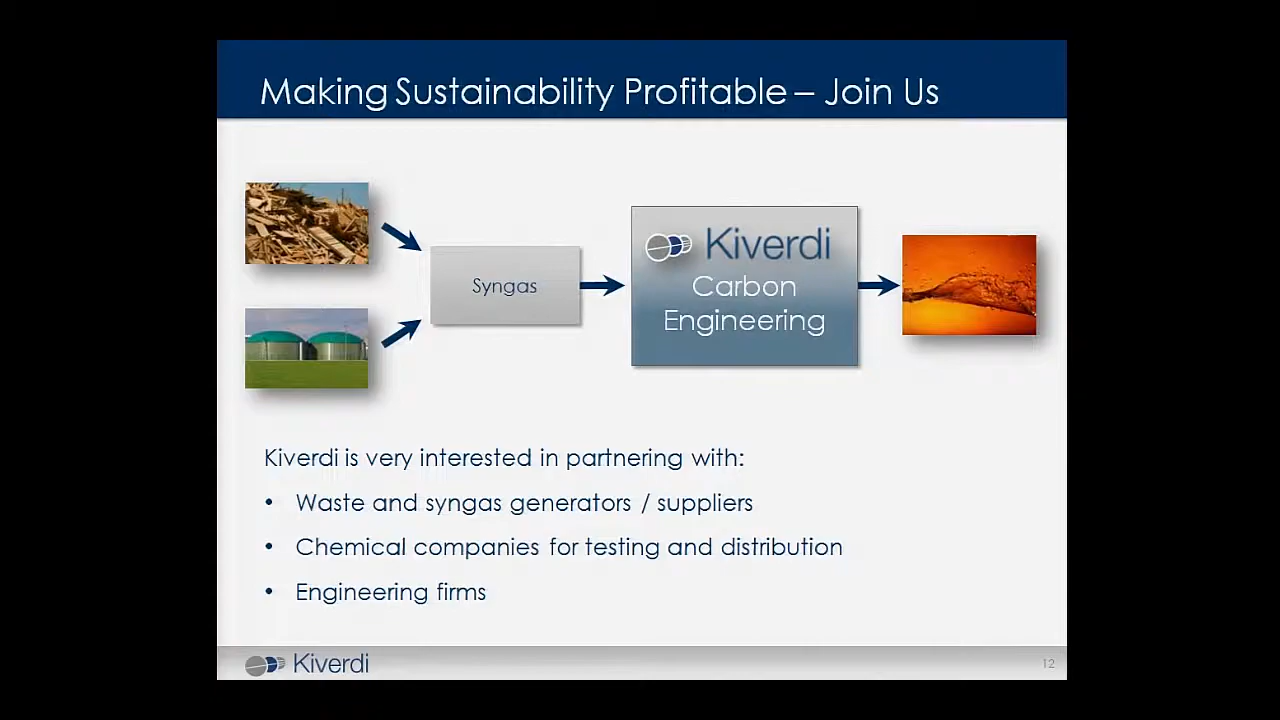 Making Sustainability Profitable – Join Us
Syngas
Kiverdi
Carbon
Engineering
Kiverdi is very interested in partnering with:
• Waste and syngas generators / suppliers
• Chemical companies for testing and distribution
• Engineering firms
Kiverdi
12